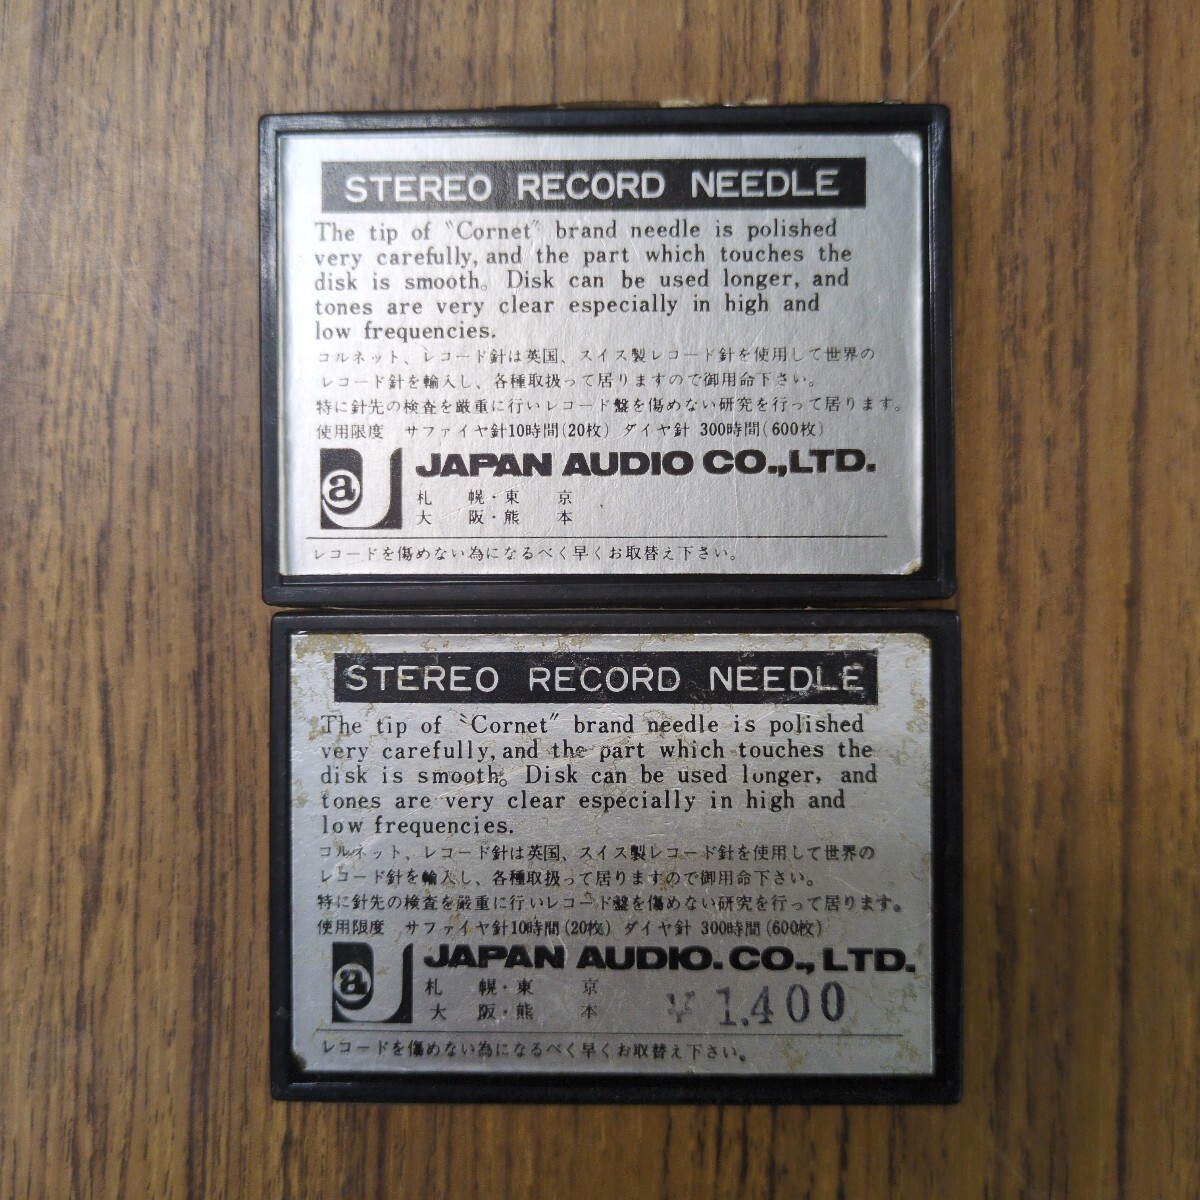 STEREO RECORD NEEDLE
The tip of "Cornet" brand needle is polished
very carefully, and the part which touches the
disk is smooth。 Disk can be used longer, and
tones are very clear especially in high and
low frequencies.
コルネット、レコード針は英国、スイス製レコード針を使用して世界の
レコード針を輸入し、各種取扱って居りますので御用命下さい。
特に針先の検査を厳重に行いレコード盤を傷めない研究を行って居ります。
使用限度 サファイヤ針10時間(20枚) ダイヤ針 300時間(600枚)
a JAPAN AUDIO CO.,LTD.
札幌・東京
大阪・熊本
レコードを傷めない為になるべく早くお取替え下さい。
STEREO RECORD NEEDLE
The tip of "Cornet" brand needle is polished
very carefully, and the part which touches the
disk is smooth。 Disk can be used longer, and
tones are very clear especially in high and
low frequencies.
コルネット、レコード針は英国、スイス製レコード針を使用して世界の
レコード針を輸入し、各種取扱って居りますので御用命下さい。
特に針先の検査を厳重に行いレコード盤を傷めない研究を行って居ります。
使用限度 サファイヤ針10時間(20枚) ダイヤ針 300時間(600枚)
a JAPAN AUDIO. CO., LTD.
札幌・東京
大阪・熊本 ¥1,400
レコードを傷めない為になるべく早くお取替え下さい。